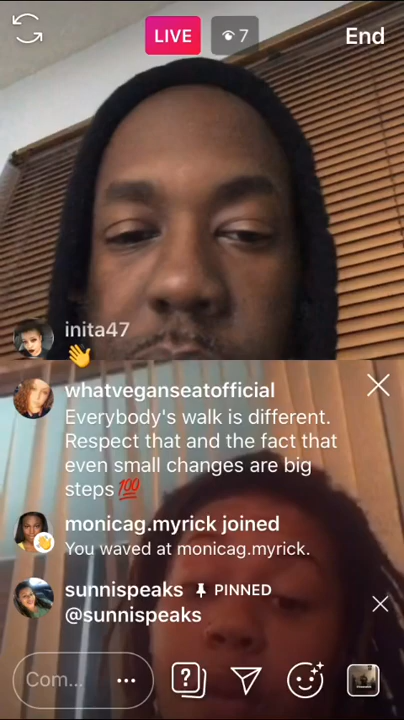 LIVE
7
End
inita47
👋
whatveganseatofficial
Everybody's walk is different.
Respect that and the fact that
even small changes are big
steps💯
monicag.myrick joined
You waved at monicag.myrick.
sunnispeaks PINNED
@sunnispeaks
Com...